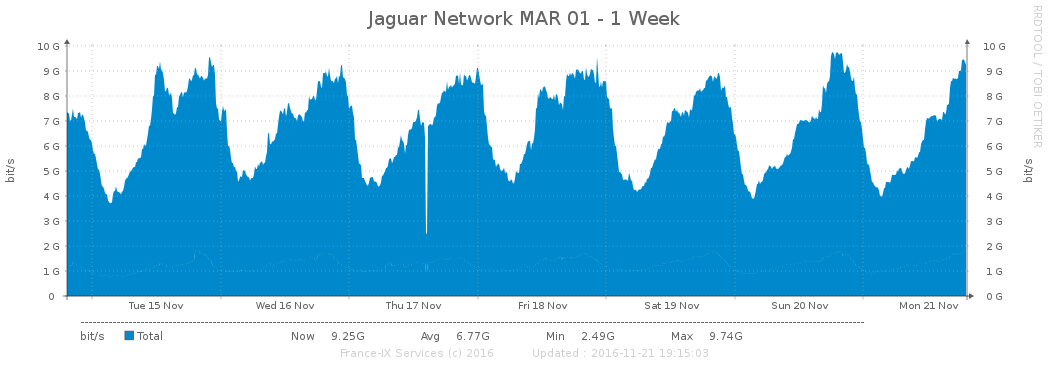 Jaguar Network MAR 01 - 1 Week
RRDTOOL / TOBI OETIKER
10 G 10 G
9 G 9 G
8 G 8 G
7 G 7 G
6 G 6 G
bit/s 5 G 5 G bit/s
4 G 4 G
3 G 3 G
2 G 2 G
1 G 1 G
0 0 G
Tue 15 Nov Wed 16 Nov Thu 17 Nov Fri 18 Nov Sat 19 Nov Sun 20 Nov Mon 21 Nov
bit/s Total Now 9.25G Avg 6.77G Min 2.49G Max 9.74G
France-IX Services (c) 2016 Updated : 2016-11-21 19:15:03